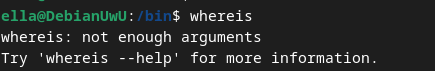 ella@DebianUwU:/bin$ whereis
whereis: not enough arguments
Try 'whereis --help' for more information.